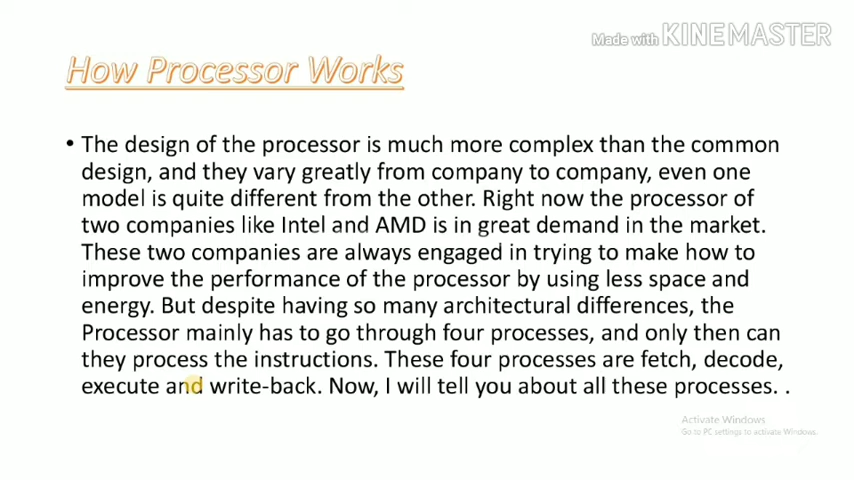 Made with KINEMASTER
How Processor Works
• The design of the processor is much more complex than the common
design, and they vary greatly from company to company, even one
model is quite different from the other. Right now the processor of
two companies like Intel and AMD is in great demand in the market.
These two companies are always engaged in trying to make how to
improve the performance of the processor by using less space and
energy. But despite having so many architectural differences, the
Processor mainly has to go through four processes, and only then can
they process the instructions. These four processes are fetch, decode,
execute and write-back. Now, I will tell you about all these processes. .
Activate Windows
Go to PC settings to activate Windows.